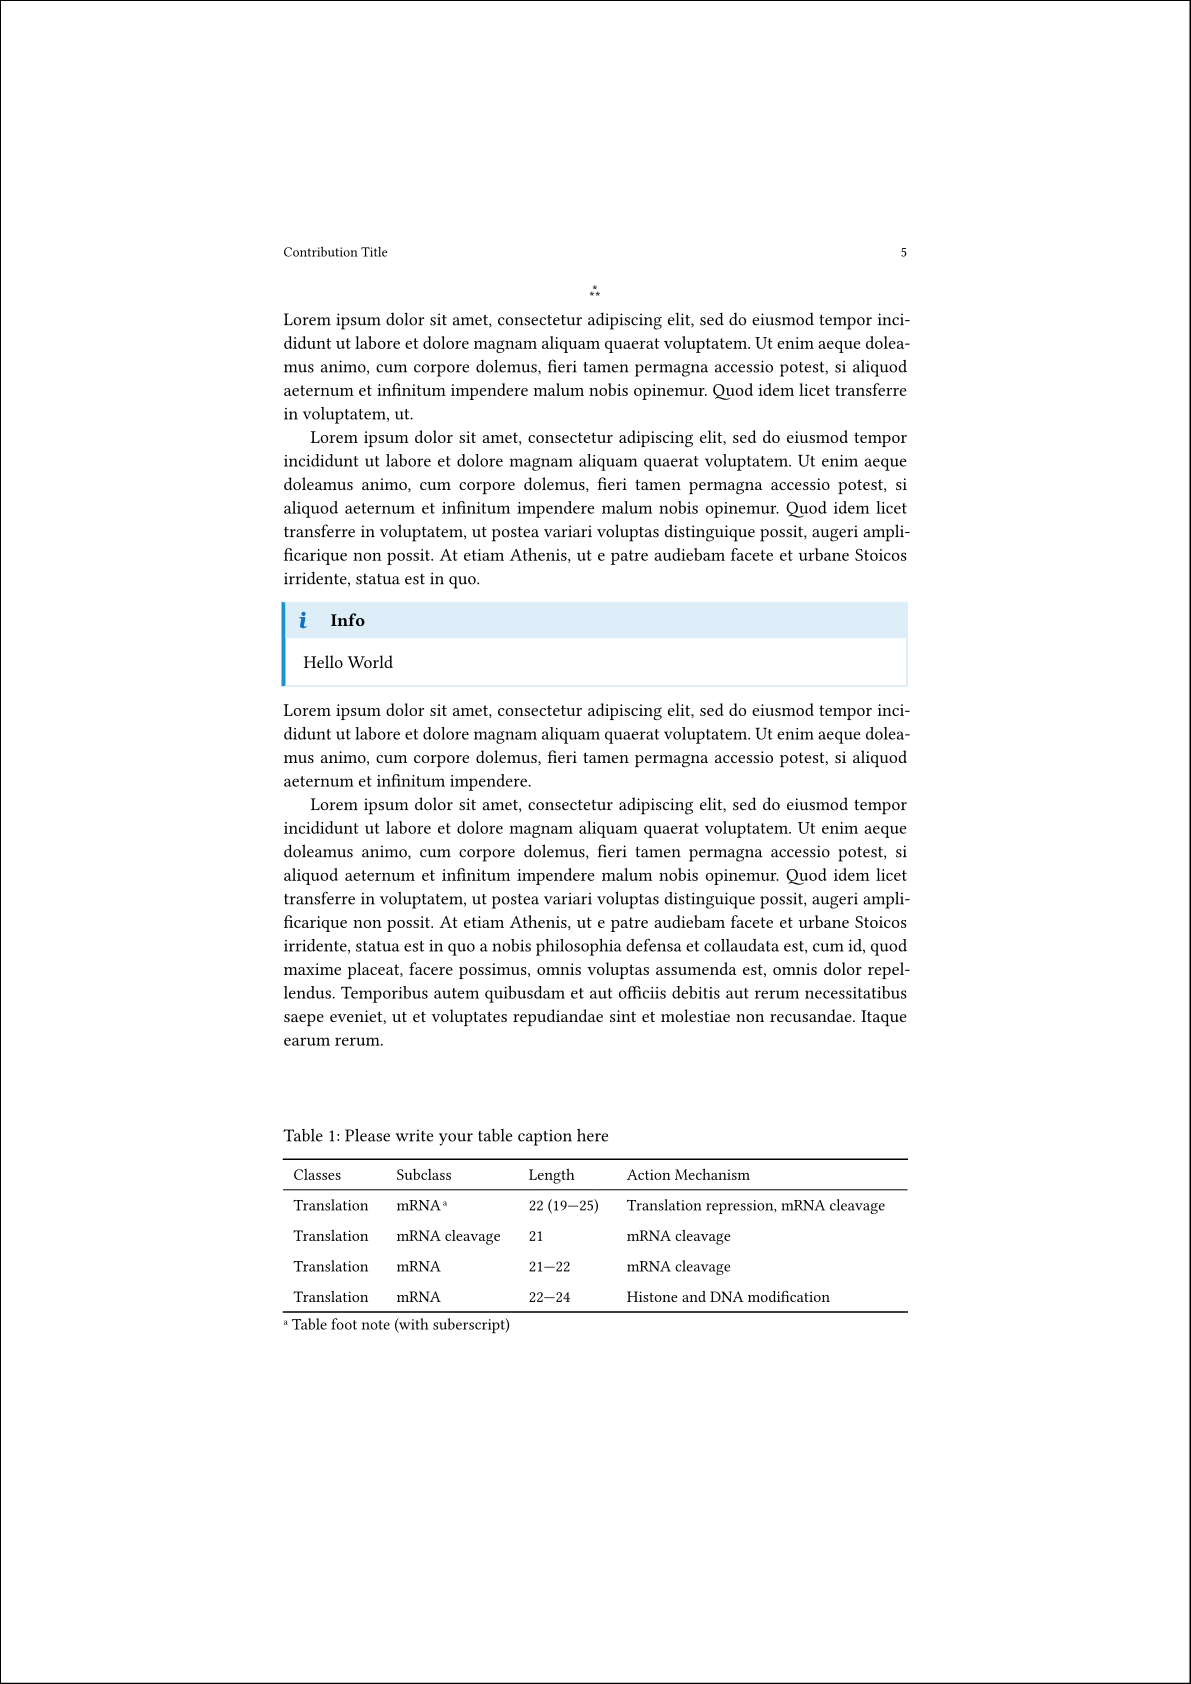 Contribution Title 5
⁂
Lorem ipsum dolor sit amet, consectetur adipiscing elit, sed do eiusmod tempor inci-
didunt ut labore et dolore magnam aliquam quaerat voluptatem. Ut enim aeque dolea-
mus animo, cum corpore dolemus, fieri tamen permagna accessio potest, si aliquod
aeternum et infinitum impendere malum nobis opinemur. Quod idem licet transferre
in voluptatem, ut.
Lorem ipsum dolor sit amet, consectetur adipiscing elit, sed do eiusmod tempor
incididunt ut labore et dolore magnam aliquam quaerat voluptatem. Ut enim aeque
doleamus animo, cum corpore dolemus, fieri tamen permagna accessio potest, si
aliquod aeternum et infinitum impendere malum nobis opinemur. Quod idem licet
transferre in voluptatem, ut postea variari voluptas distinguique possit, augeri ampli-
ficarique non possit. At etiam Athenis, ut e patre audiebam facete et urbane Stoicos
irridente, statua est in quo.
i Info
Hello World
Lorem ipsum dolor sit amet, consectetur adipiscing elit, sed do eiusmod tempor inci-
didunt ut labore et dolore magnam aliquam quaerat voluptatem. Ut enim aeque dolea-
mus animo, cum corpore dolemus, fieri tamen permagna accessio potest, si aliquod
aeternum et infinitum impendere.
Lorem ipsum dolor sit amet, consectetur adipiscing elit, sed do eiusmod tempor
incididunt ut labore et dolore magnam aliquam quaerat voluptatem. Ut enim aeque
doleamus animo, cum corpore dolemus, fieri tamen permagna accessio potest, si
aliquod aeternum et infinitum impendere malum nobis opinemur. Quod idem licet
transferre in voluptatem, ut postea variari voluptas distinguique possit, augeri ampli-
ficarique non possit. At etiam Athenis, ut e patre audiebam facete et urbane Stoicos
irridente, statua est in quo a nobis philosophia defensa et collaudata est, cum id, quod
maxime placeat, facere possimus, omnis voluptas assumenda est, omnis dolor repel-
lendus. Temporibus autem quibusdam et aut officiis debitis aut rerum necessitatibus
saepe eveniet, ut et voluptates repudiandae sint et molestiae non recusandae. Itaque
earum rerum.
Table 1: Please write your table caption here
Classes Subclass Length Action Mechanism
Translation mRNA ᵃ 22 (19—25) Translation repression, mRNA cleavage
Translation mRNA cleavage 21 mRNA cleavage
Translation mRNA 21—22 mRNA cleavage
Translation mRNA 22—24 Histone and DNA modification
ᵃ Table foot note (with suberscript)